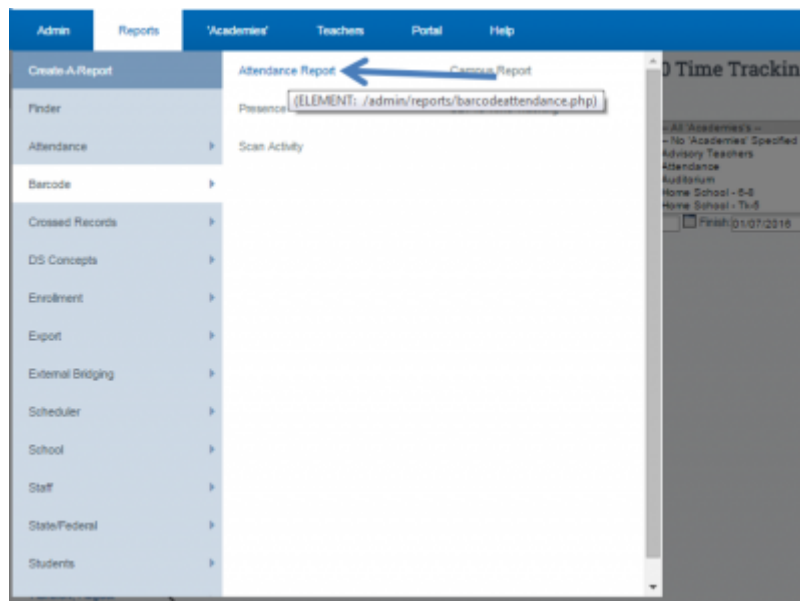 Admin Reports 'Academies' Teachers Portal Help
Create-A-Report
Finder
Attendance
Barcode
Crossed Records
DS Concepts
Enrollment
Export
External Bridging
Scheduler
School
Staff
State/Federal
Students
Attendance Report Campus Report
Presence
(ELEMENT: /admin/reports/barcodeattendance.php)
Scan Activity
0 Time Trackin
-- All 'Academies's --
-- No 'Academies' Specified
Advisory Teachers
Attendance
Auditorium
Home School - 6-8
Home School - Tk-5
Finish: 01/07/2016